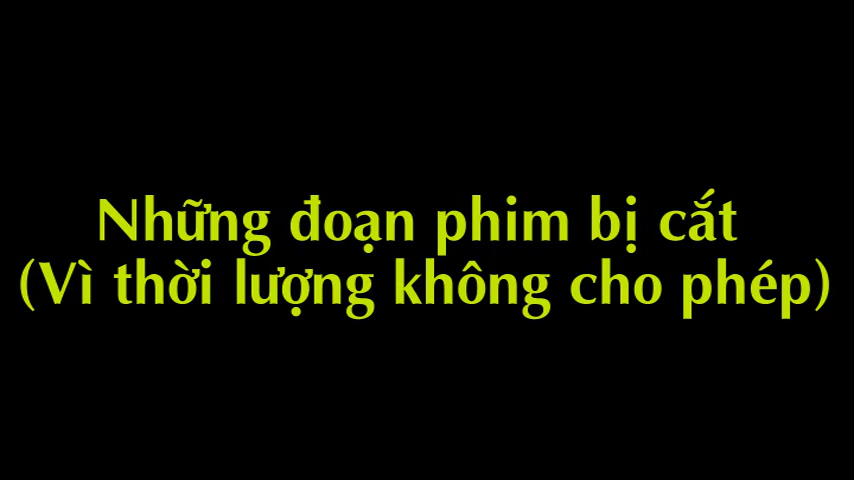 Những đoạn phim bị cắt
(Vì thời lượng không cho phép)